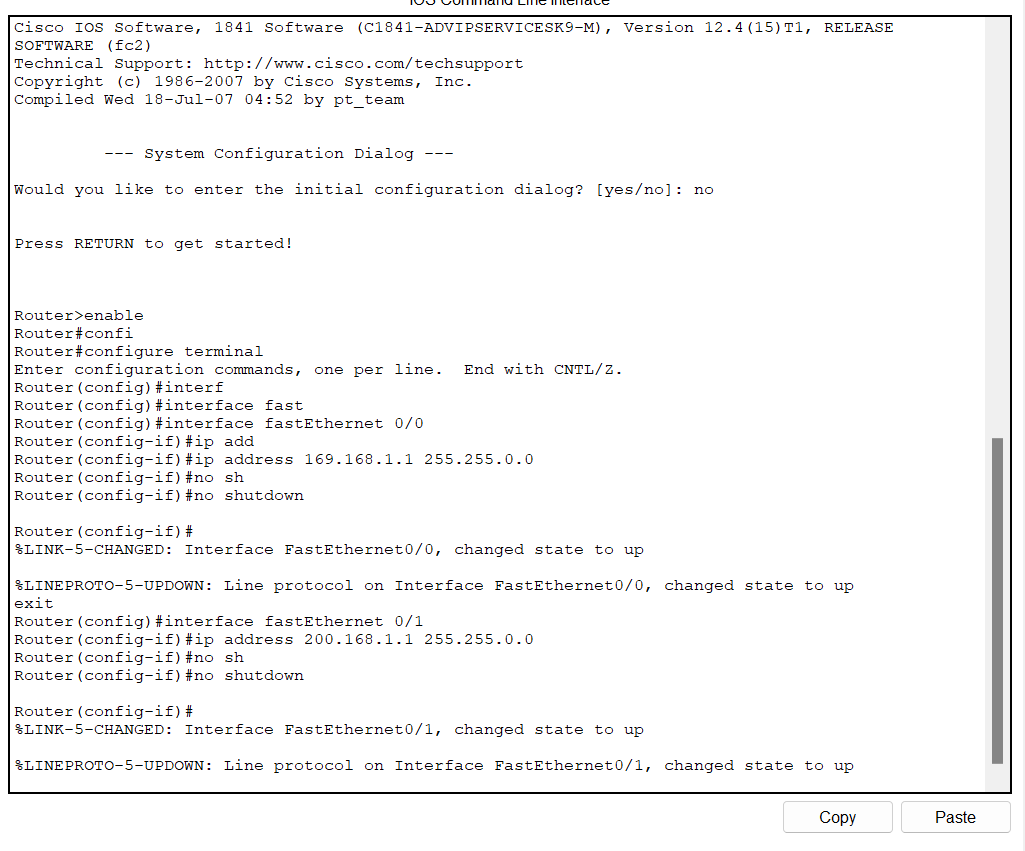 IOS Command Line Interface
Cisco IOS Software, 1841 Software (C1841-ADVIPSERVICESK9-M), Version 12.4(15)T1, RELEASE
SOFTWARE (fc2)
Technical Support: http://www.cisco.com/techsupport
Copyright (c) 1986-2007 by Cisco Systems, Inc.
Compiled Wed 18-Jul-07 04:52 by pt_team
--- System Configuration Dialog ---
Would you like to enter the initial configuration dialog? [yes/no]: no
Press RETURN to get started!
Router>enable
Router#confi
Router#configure terminal
Enter configuration commands, one per line.  End with CNTL/Z.
Router(config)#interf
Router(config)#interface fast
Router(config)#interface fastEthernet 0/0
Router(config-if)#ip add
Router(config-if)#ip address 169.168.1.1 255.255.0.0
Router(config-if)#no sh
Router(config-if)#no shutdown
Router(config-if)#
%LINK-5-CHANGED: Interface FastEthernet0/0, changed state to up
%LINEPROTO-5-UPDOWN: Line protocol on Interface FastEthernet0/0, changed state to up
exit
Router(config)#interface fastEthernet 0/1
Router(config-if)#ip address 200.168.1.1 255.255.0.0
Router(config-if)#no sh
Router(config-if)#no shutdown
Router(config-if)#
%LINK-5-CHANGED: Interface FastEthernet0/1, changed state to up
%LINEPROTO-5-UPDOWN: Line protocol on Interface FastEthernet0/1, changed state to up
Copy
Paste